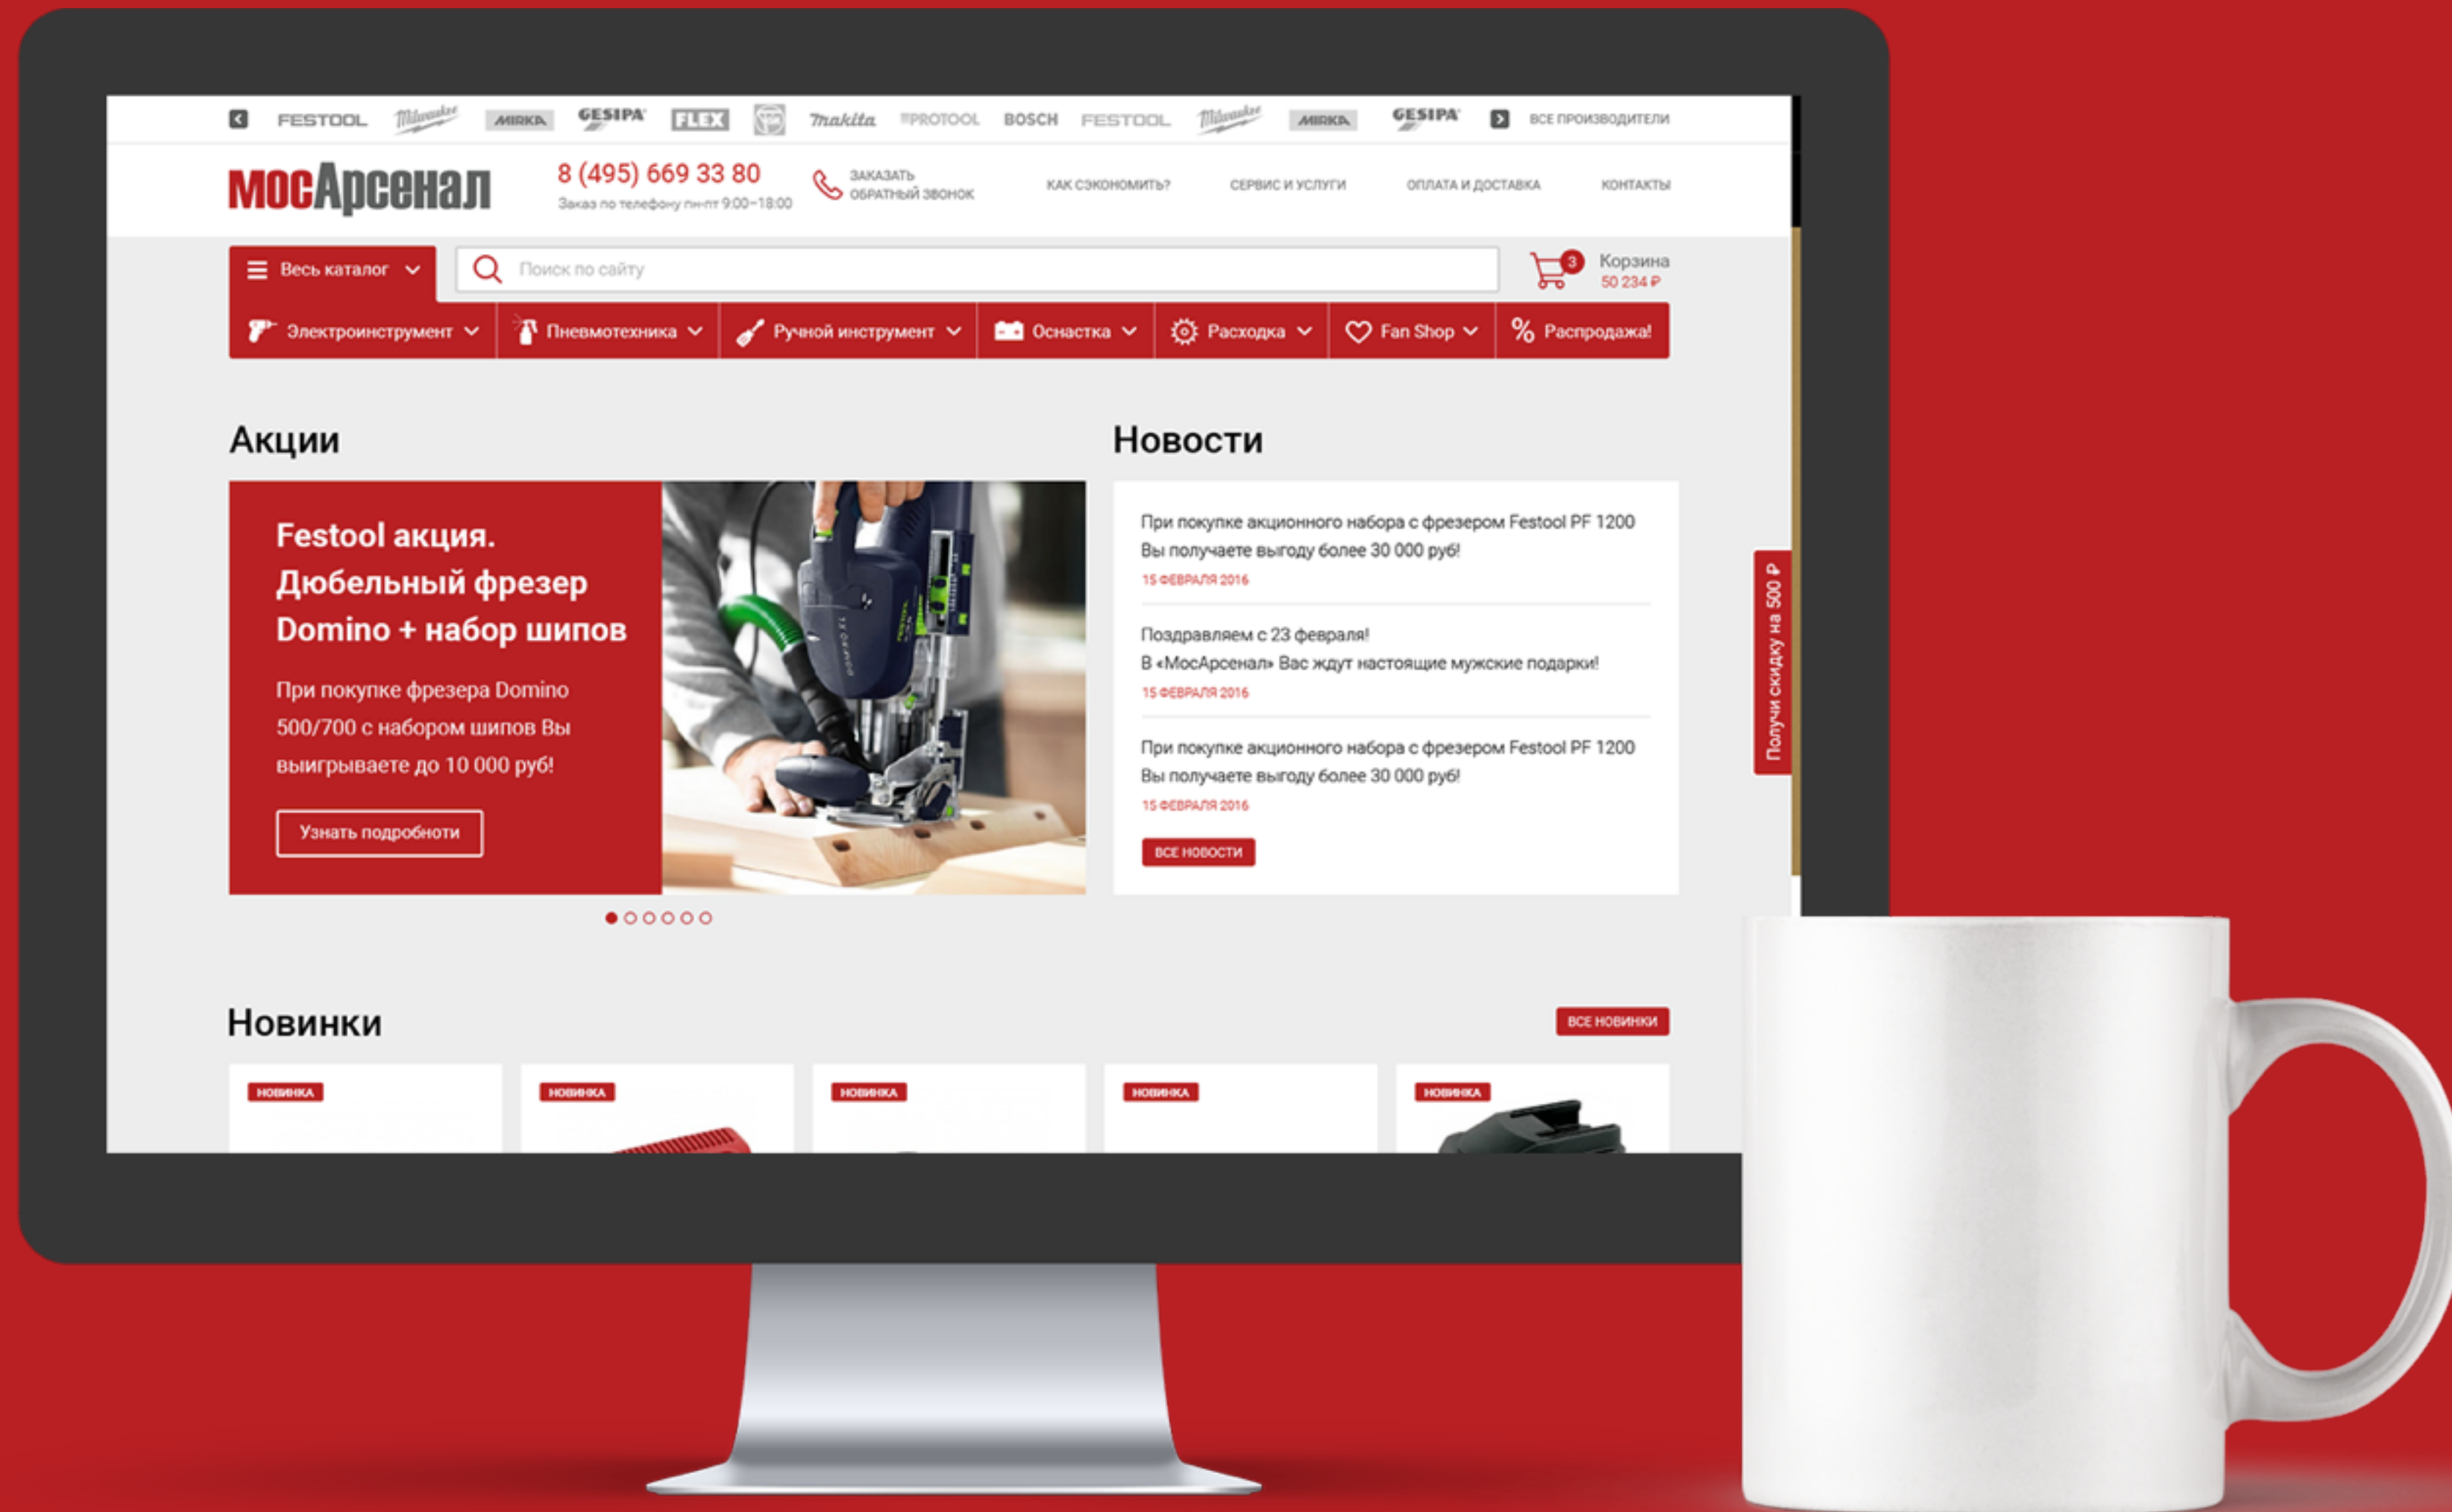 FESTOOL Milwaukee MIRKA GESIPA FLEX makita PROTOOL BOSCH FESTOOL Milwaukee MIRKA GESIPA ВСЕ ПРОИЗВОДИТЕЛИ
мосАрсенал
8 (495) 669 33 80
Заказ по телефону пн-пт 9:00–18:00
ЗАКАЗАТЬ
ОБРАТНЫЙ ЗВОНОК
КАК СЭКОНОМИТЬ?
СЕРВИС И УСЛУГИ
ОПЛАТА И ДОСТАВКА
КОНТАКТЫ
Весь каталог
Поиск по сайту
3
Корзина
50 234 ₽
Электроинструмент
Пневмотехника
Ручной инструмент
Оснастка
Расходка
Fan Shop
% Распродажа!
Акции
Festool акция.
Дюбельный фрезер
Domino + набор шипов
При покупке фрезера Domino
500/700 с набором шипов Вы
выигрываете до 10 000 руб!
Узнать подробноти
Новости
При покупке акционного набора с фрезером Festool PF 1200
Вы получаете выгоду более 30 000 руб!
15 ФЕВРАЛЯ 2016
Поздравляем с 23 февраля!
В «МосАрсенал» Вас ждут настоящие мужские подарки!
15 ФЕВРАЛЯ 2016
При покупке акционного набора с фрезером Festool PF 1200
Вы получаете выгоду более 30 000 руб!
15 ФЕВРАЛЯ 2016
ВСЕ НОВОСТИ
Получи скидку на 500 ₽
Новинки
ВСЕ НОВИНКИ
НОВИНКА
НОВИНКА
НОВИНКА
НОВИНКА
НОВИНКА